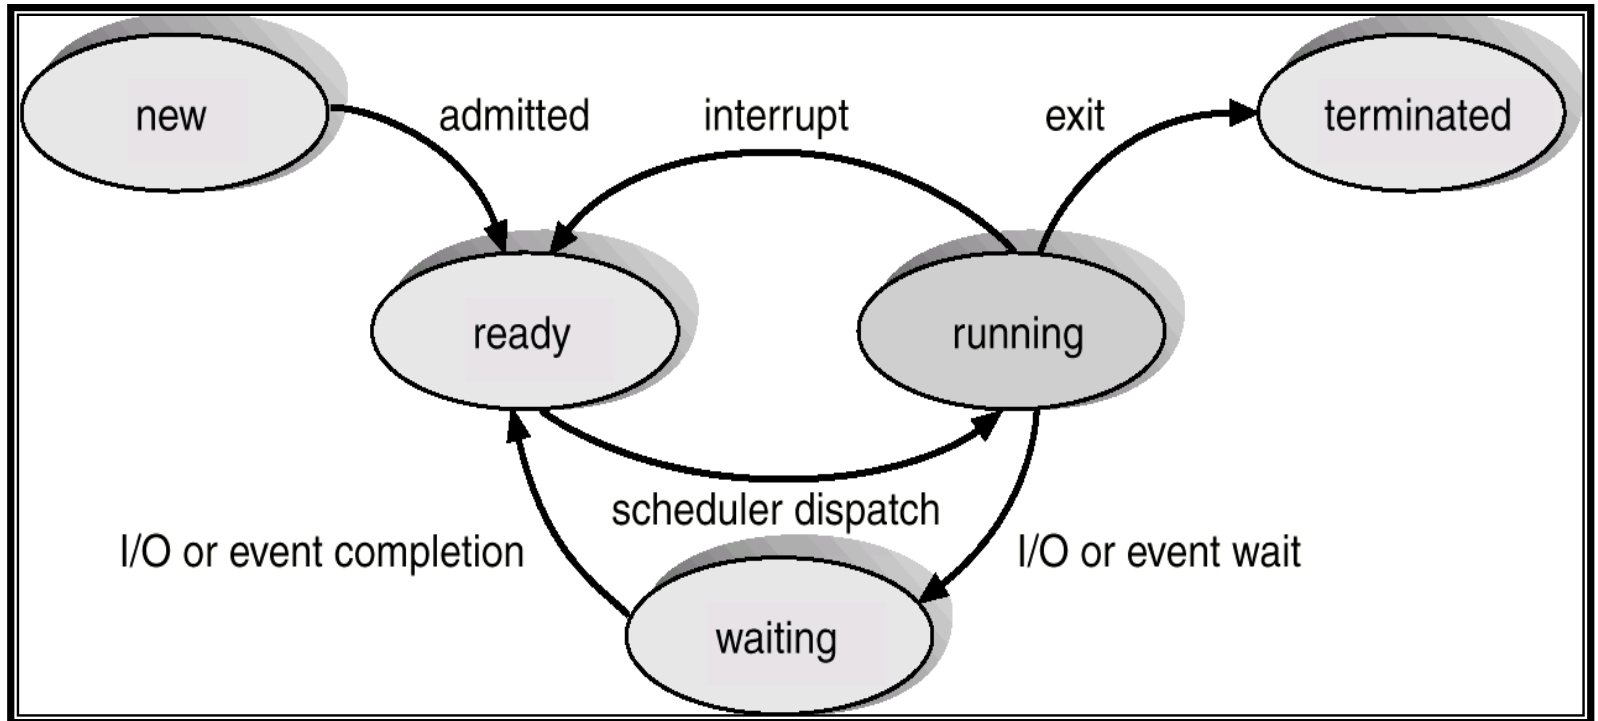 new
admitted
interrupt
exit
terminated
ready
running
scheduler dispatch
I/O or event completion
I/O or event wait
waiting